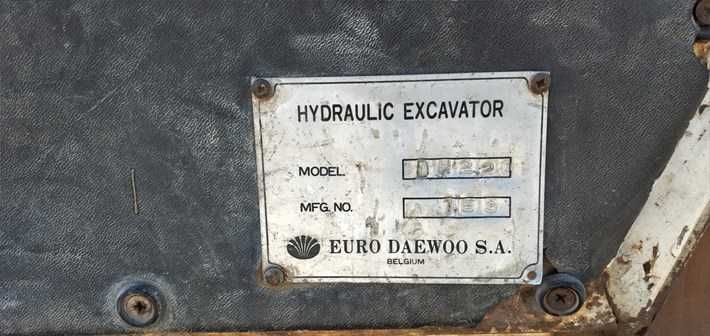 HYDRAULIC EXCAVATOR
MODEL.
MFG. NO.
EURO DAEWOO S.A.
BELGIUM